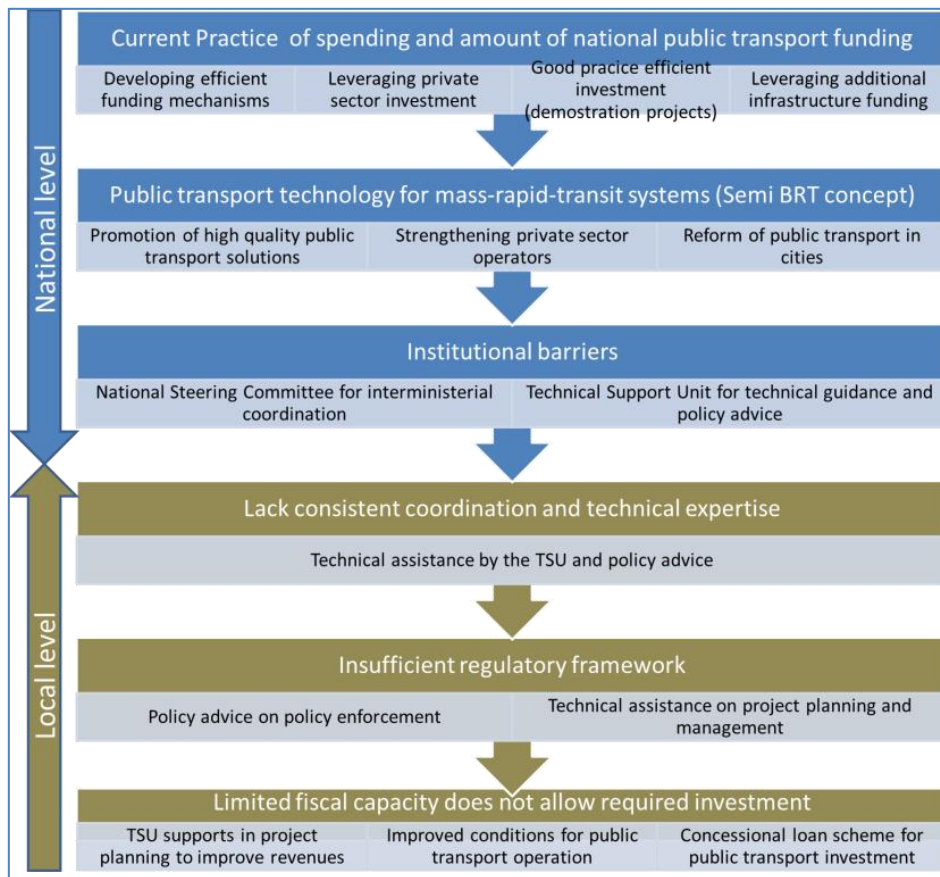 National level
Current Practice of spending and amount of national public transport funding
Developing efficient
funding mechanisms
Leveraging private
sector investment
Good pracice efficient
investment
(demostration projects)
Leveraging additional
infrastructure funding
Public transport technology for mass-rapid-transit systems (Semi BRT concept)
Promotion of high quality public
transport solutions
Strengthening private sector
operators
Reform of public transport in
cities
Institutional barriers
National Steering Committee for interministerial
coordination
Technical Support Unit for technical guidance and
policy advice
Local level
Lack consistent coordination and technical expertise
Technical assistance by the TSU and policy advice
Insufficient regulatory framework
Policy advice on policy enforcement
Technical assistance on project planning and
management
Limited fiscal capacity does not allow required investment
TSU supports in project
planning to improve revenues
Improved conditions for public
transport operation
Concessional loan scheme for
public transport investment